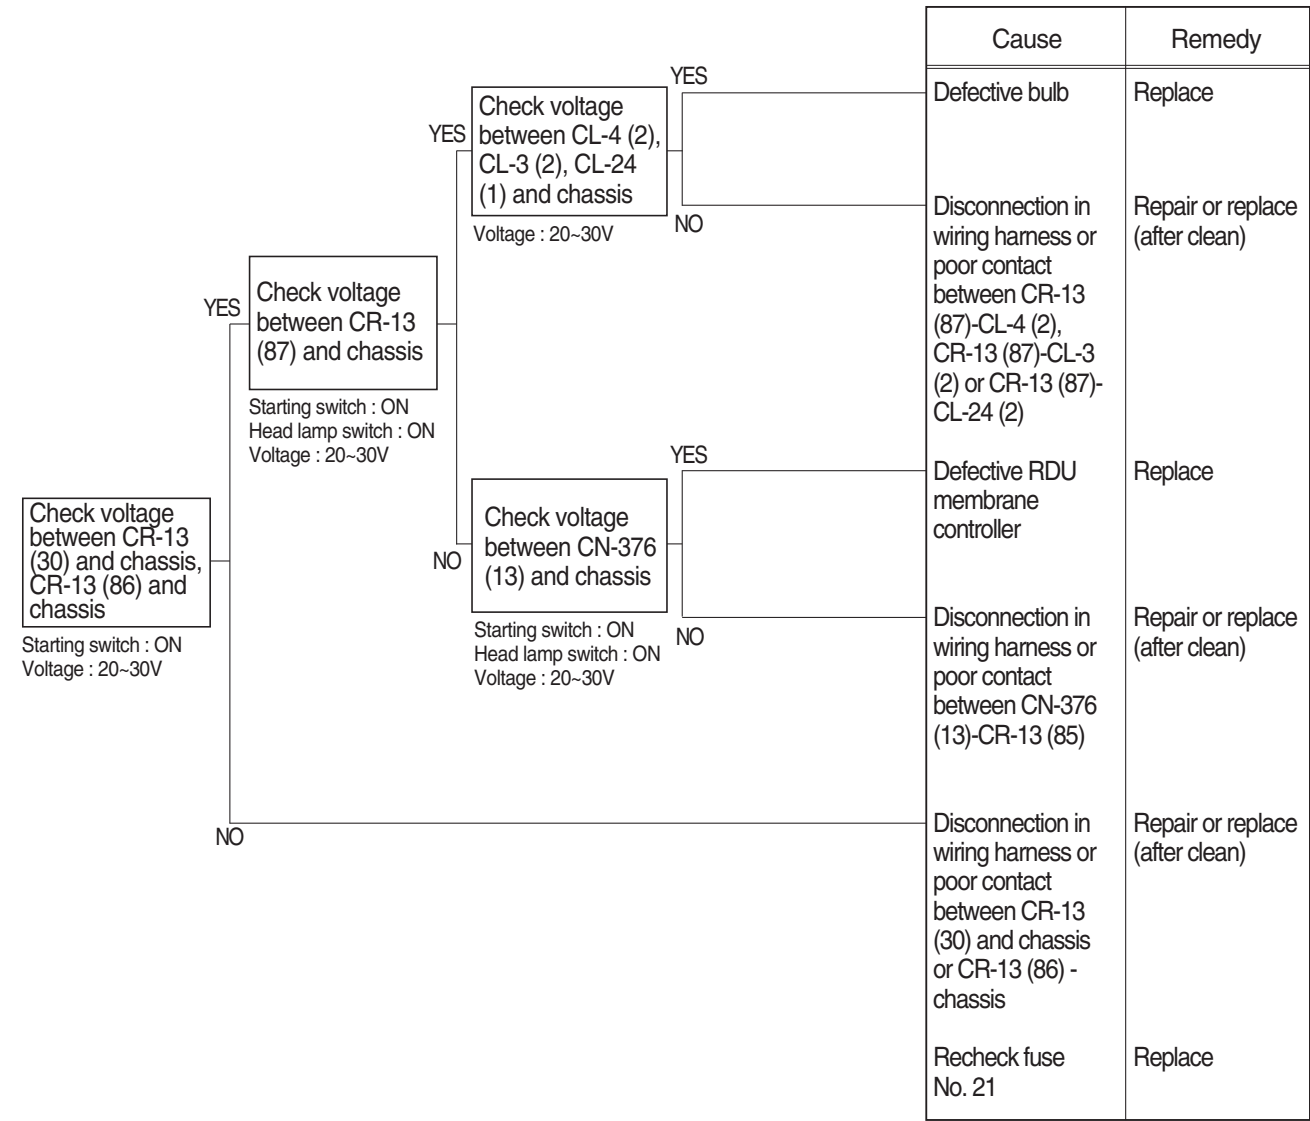 Cause
Remedy
YES
Defective bulb
Replace
Check voltage
between CL-4 (2),
CL-3 (2), CL-24
(1) and chassis
YES
Voltage : 20~30V
NO
Disconnection in
wiring harness or
poor contact
between CR-13
(87)-CL-4 (2),
CR-13 (87)-CL-3
(2) or CR-13 (87)-
CL-24 (2)
Repair or replace
(after clean)
YES
Check voltage
between CR-13
(87) and chassis
Starting switch : ON
Head lamp switch : ON
Voltage : 20~30V
YES
Defective RDU
membrane
controller
Replace
Check voltage
between CR-13
(30) and chassis,
CR-13 (86) and
chassis
Starting switch : ON
Voltage : 20~30V
NO
Check voltage
between CN-376
(13) and chassis
Starting switch : ON
Head lamp switch : ON
Voltage : 20~30V
NO
Disconnection in
wiring harness or
poor contact
between CN-376
(13)-CR-13 (85)
Repair or replace
(after clean)
NO
Disconnection in
wiring harness or
poor contact
between CR-13
(30) and chassis
or CR-13 (86) -
chassis
Repair or replace
(after clean)
Recheck fuse
No. 21
Replace